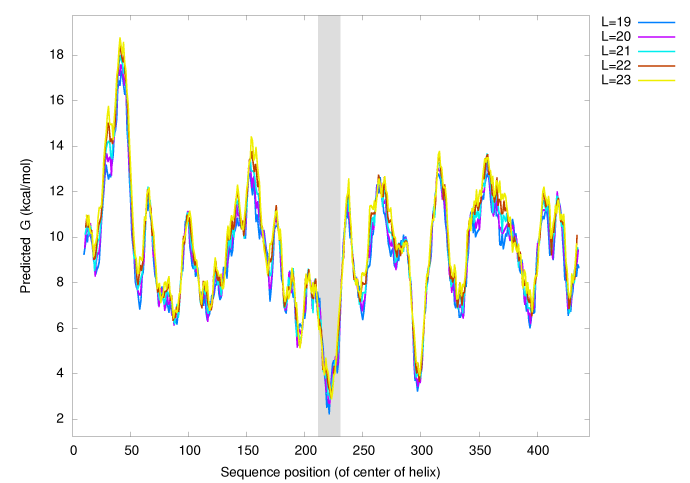 L=19
L=20
L=21
L=22
L=23
18
16
14
12
10
8
6
4
2
Predicted G (kcal/mol)
0 50 100 150 200 250 300 350 400
Sequence position (of center of helix)